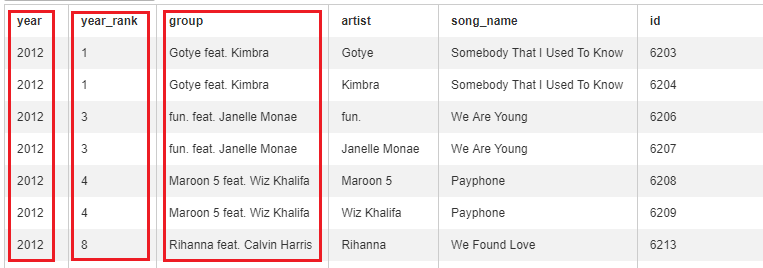 year year_rank group artist song_name id
2012 1 Gotye feat. Kimbra Gotye Somebody That I Used To Know 6203
2012 1 Gotye feat. Kimbra Kimbra Somebody That I Used To Know 6204
2012 3 fun. feat. Janelle Monae fun. We Are Young 6206
2012 3 fun. feat. Janelle Monae Janelle Monae We Are Young 6207
2012 4 Maroon 5 feat. Wiz Khalifa Maroon 5 Payphone 6208
2012 4 Maroon 5 feat. Wiz Khalifa Wiz Khalifa Payphone 6209
2012 8 Rihanna feat. Calvin Harris Rihanna We Found Love 6213